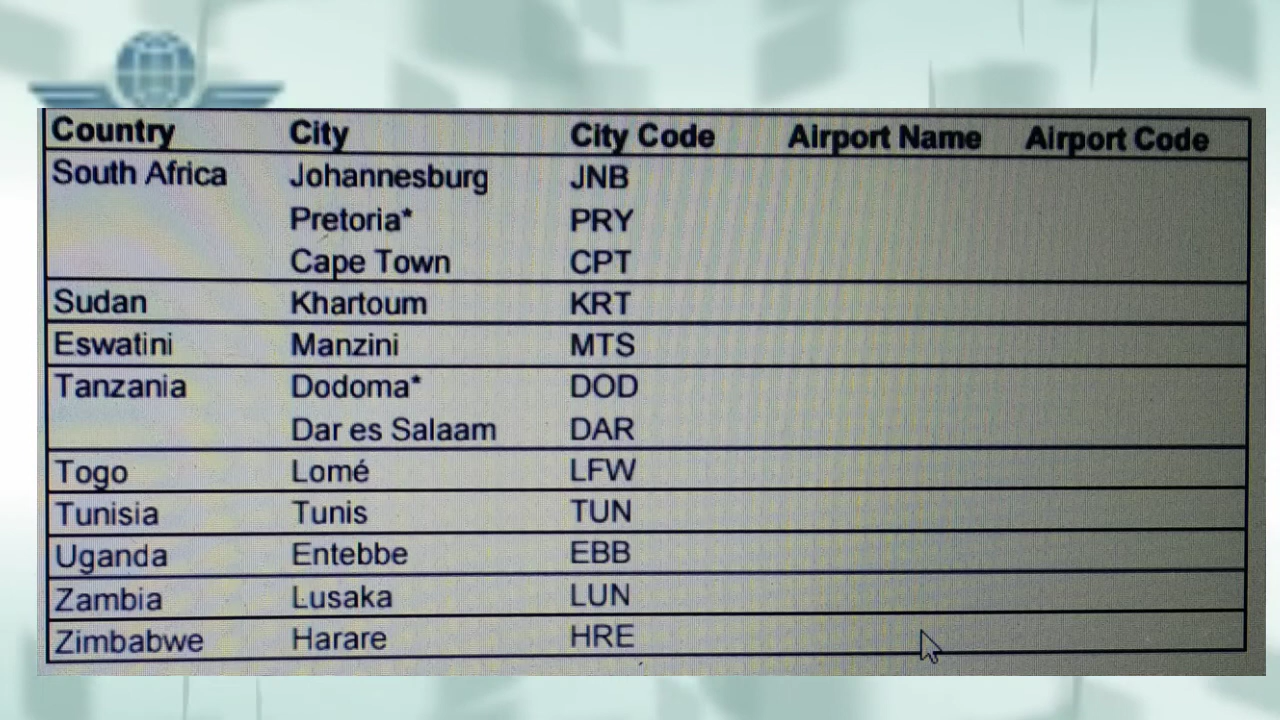 Country City City Code Airport Name Airport Code
South Africa Johannesburg JNB
Pretoria* PRY
Cape Town CPT
Sudan Khartoum KRT
Eswatini Manzini MTS
Tanzania Dodoma* DOD
Dar es Salaam DAR
Togo Lomé LFW
Tunisia Tunis TUN
Uganda Entebbe EBB
Zambia Lusaka LUN
Zimbabwe Harare HRE